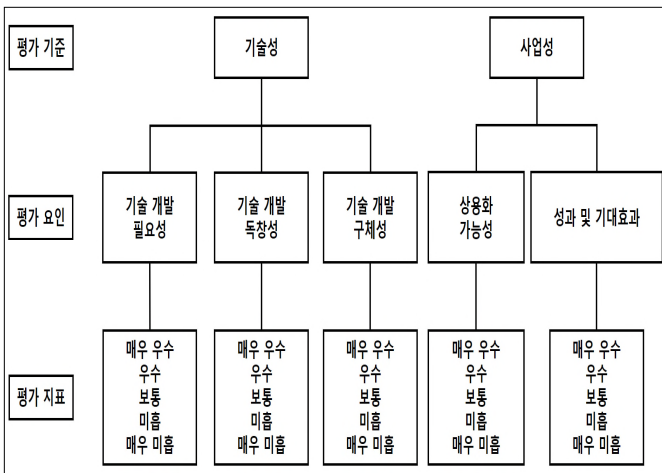 평가 기준
기술성
사업성
평가 요인
기술 개발
필요성
기술 개발
독창성
기술 개발
구체성
상용화
가능성
성과 및 기대효과
평가 지표
매우 우수
우수
보통
미흡
매우 미흡
매우 우수
우수
보통
미흡
매우 미흡
매우 우수
우수
보통
미흡
매우 미흡
매우 우수
우수
보통
미흡
매우 미흡
매우 우수
우수
보통
미흡
매우 미흡